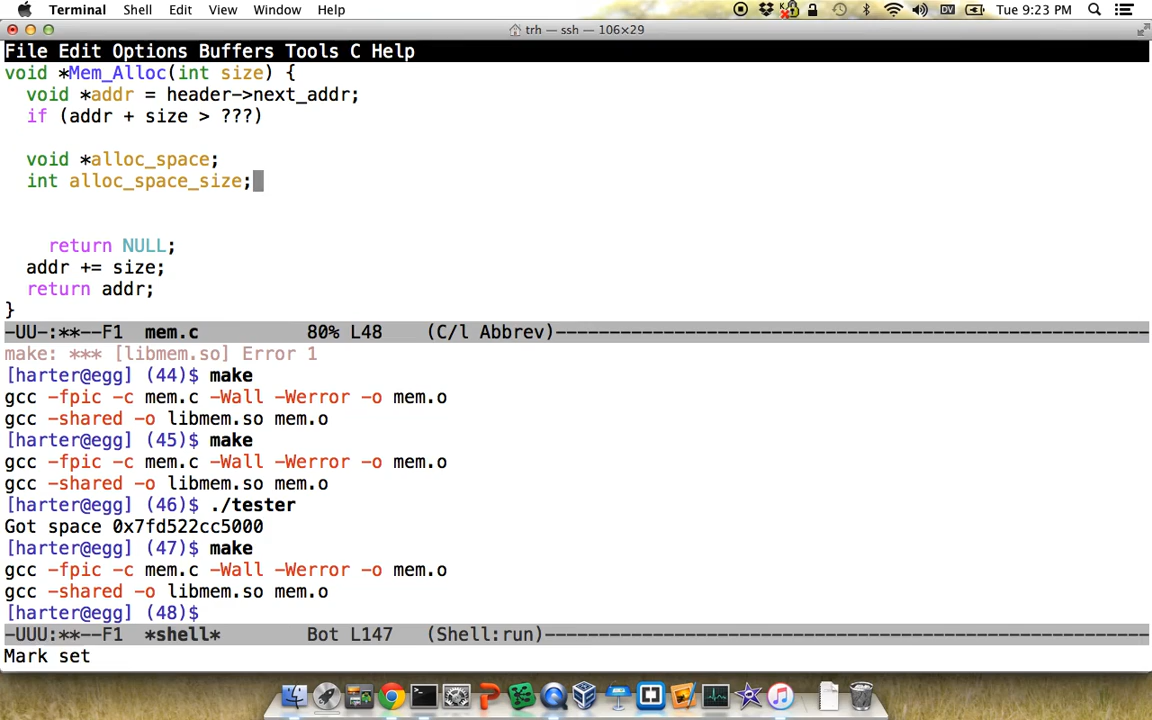 Terminal Shell Edit View Window Help Tue 9:23 PM
trh — ssh — 106×29
File Edit Options Buffers Tools C Help
void *Mem_Alloc(int size) {
  void *addr = header->next_addr;
  if (addr + size > ???)
  void *alloc_space;
  int alloc_space_size;
    return NULL;
  addr += size;
  return addr;
}
-UU-:**--F1  mem.c          80% L48    (C/l Abbrev)-------------------------------------------------------
make: *** [libmem.so] Error 1
[harter@egg] (44)$ make
gcc -fpic -c mem.c -Wall -Werror -o mem.o
gcc -shared -o libmem.so mem.o
[harter@egg] (45)$ make
gcc -fpic -c mem.c -Wall -Werror -o mem.o
gcc -shared -o libmem.so mem.o
[harter@egg] (46)$ ./tester
Got space 0x7fd522cc5000
[harter@egg] (47)$ make
gcc -fpic -c mem.c -Wall -Werror -o mem.o
gcc -shared -o libmem.so mem.o
[harter@egg] (48)$
-UUU:**--F1  *shell*        Bot L147   (Shell:run)--------------------------------------------------------
Mark set